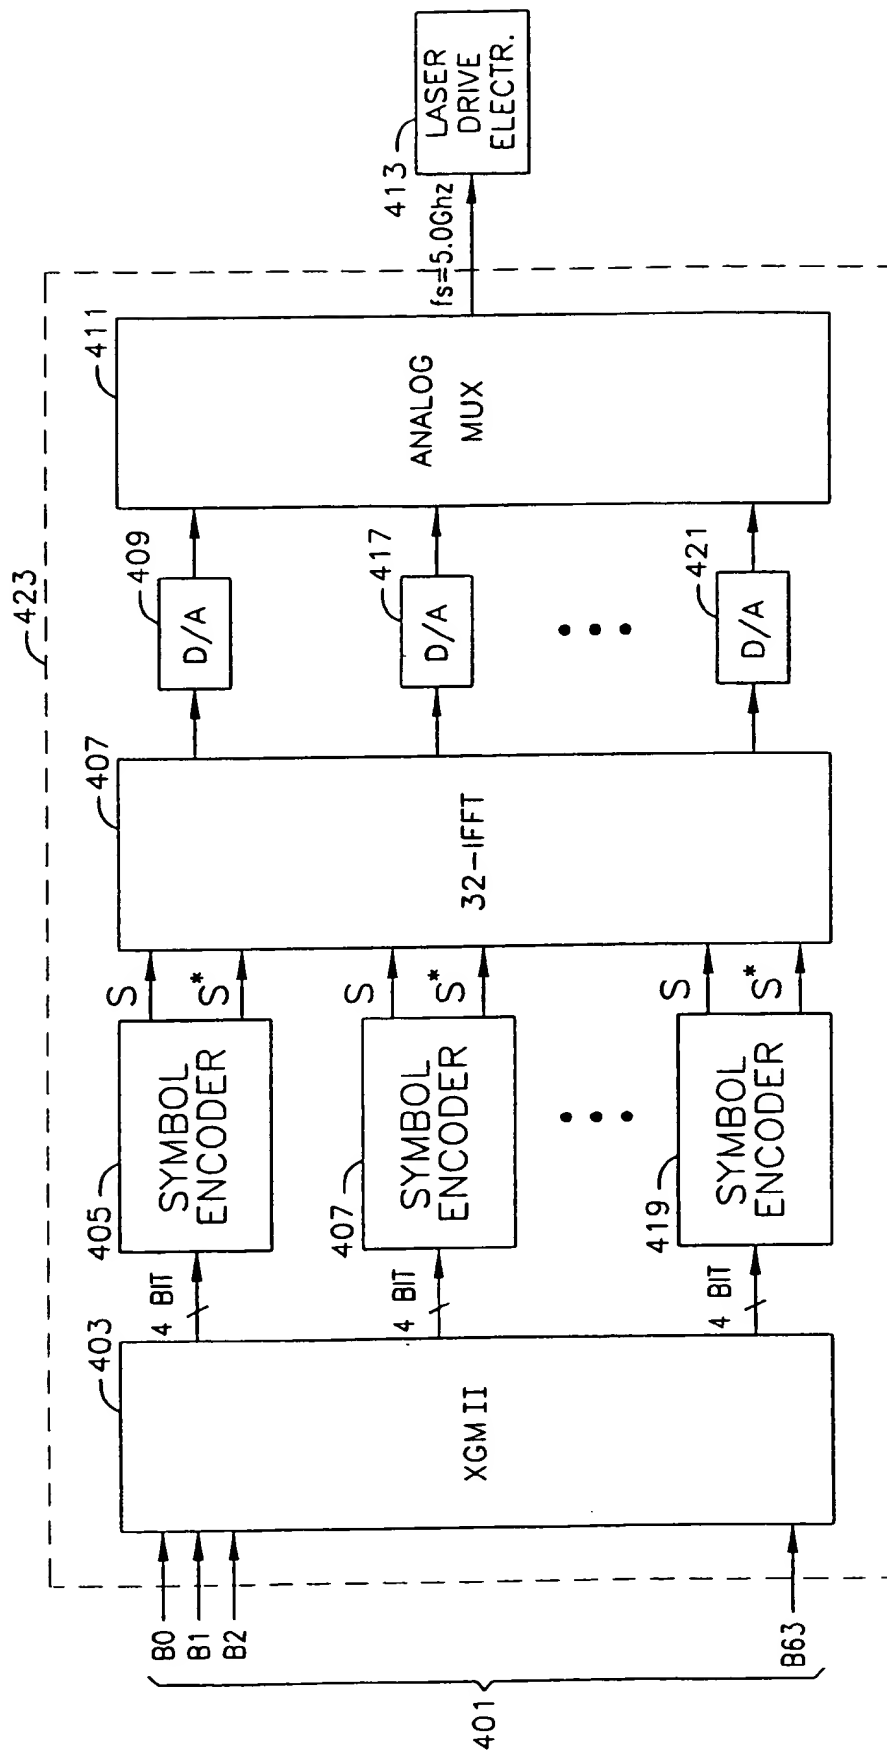 423
401
B0
B1
B2
B63
403
XGM II
4 BIT
4 BIT
4 BIT
405
SYMBOL
ENCODER
407
SYMBOL
ENCODER
419
SYMBOL
ENCODER
S
S*
S
S*
S
S*
407
32-IFFT
409
D/A
417
D/A
421
D/A
411
ANALOG
MUX
fs=5.0Ghz
413
LASER
DRIVE
ELECTR.